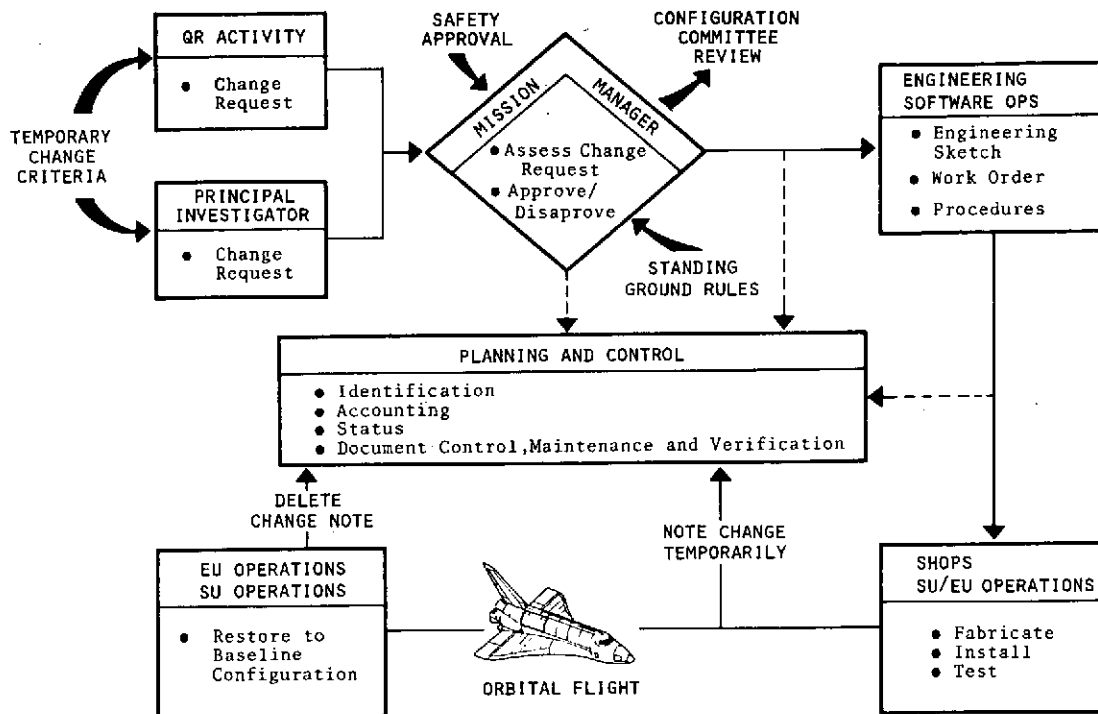 QR ACTIVITY
● Change
Request
TEMPORARY
CHANGE
CRITERIA
PRINCIPAL
INVESTIGATOR
● Change
Request
SAFETY
APPROVAL
MISSION
MANAGER
● Assess Change
Request
● Approve/
Disaprove
CONFIGURATION
COMMITTEE
REVIEW
STANDING
GROUND RULES
ENGINEERING
SOFTWARE OPS
● Engineering
Sketch
● Work Order
● Procedures
PLANNING AND CONTROL
● Identification
● Accounting
● Status
● Document Control,Maintenance and Verification
DELETE
CHANGE NOTE
NOTE CHANGE
TEMPORARILY
EU OPERATIONS
SU OPERATIONS
● Restore to
Baseline
Configuration
ORBITAL FLIGHT
SHOPS
SU/EU OPERATIONS
● Fabricate
● Install
● Test